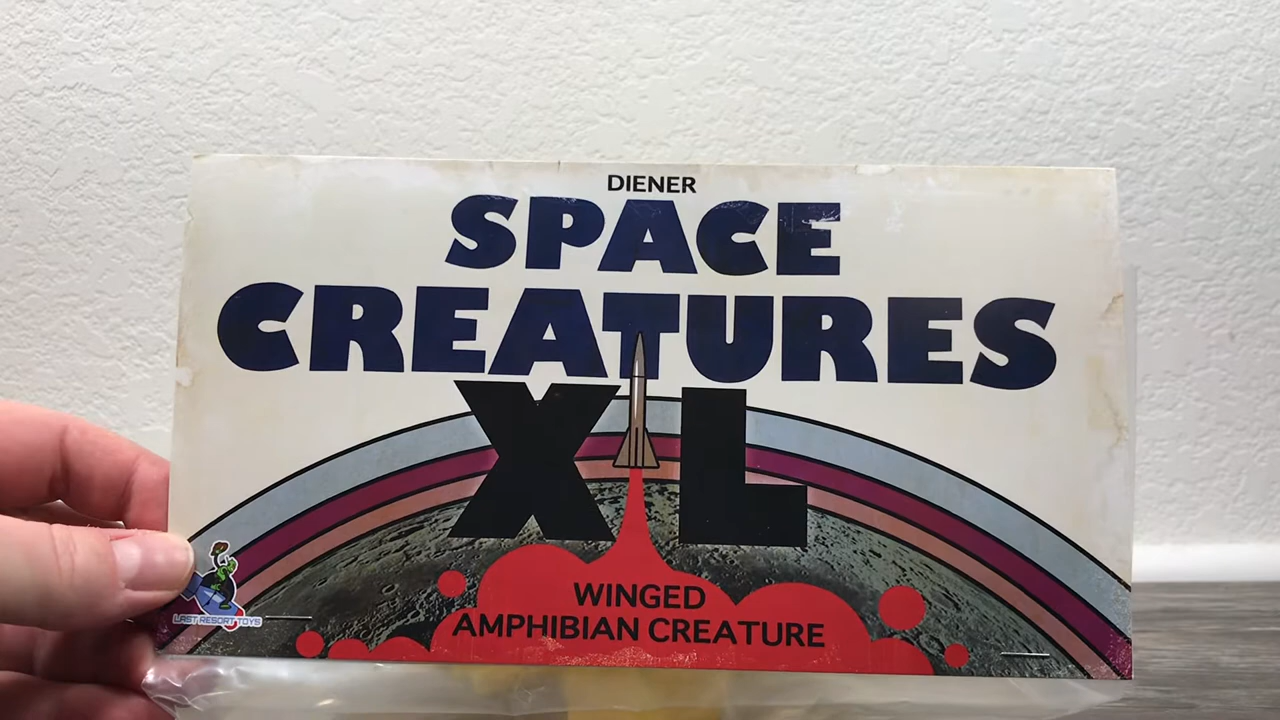 DIENER
SPACE
CREATURES
XL
WINGED
AMPHIBIAN CREATURE
LAST RESORT TOYS